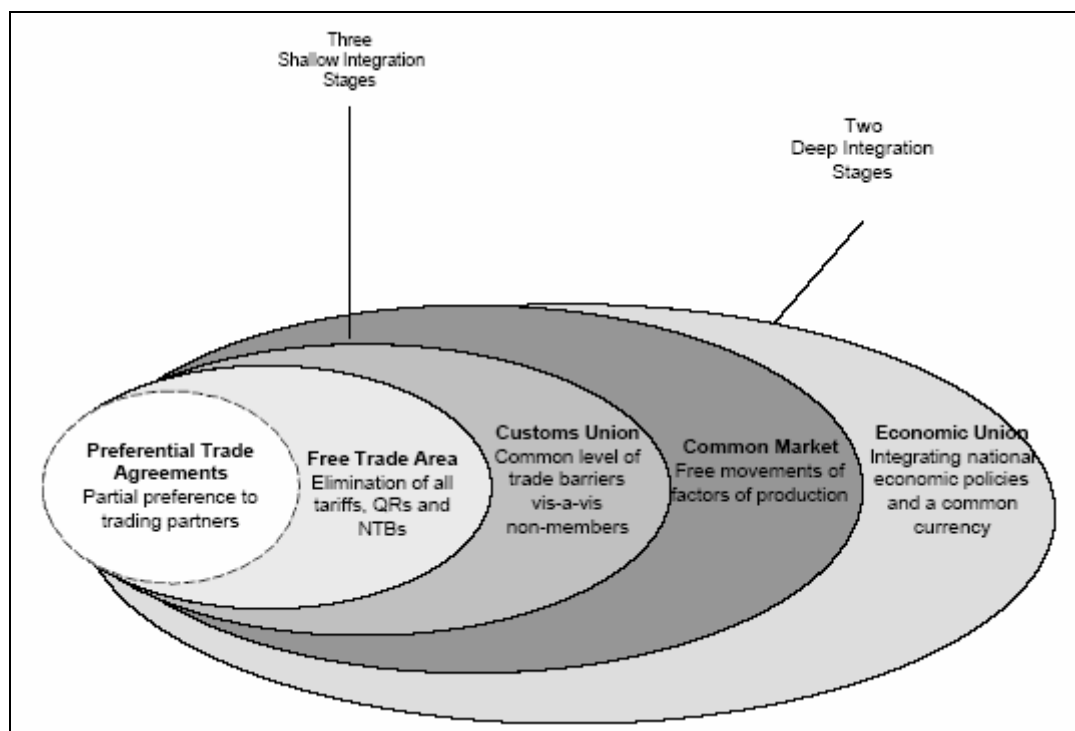 Three
Shallow Integration
Stages
Two
Deep Integration
Stages
Preferential Trade
Agreements
Partial preference to
trading partners
Free Trade Area
Elimination of all
tariffs, QRs and
NTBs
Customs Union
Common level of
trade barriers
vis-a-vis
non-members
Common Market
Free movements of
factors of production
Economic Union
Integrating national
economic policies
and a common
currency